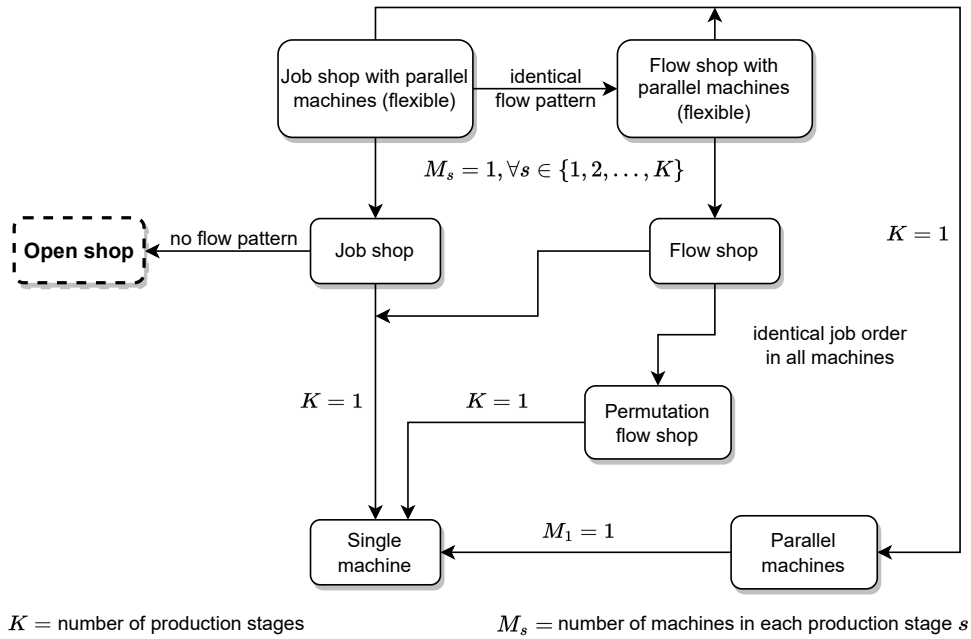 Job shop with parallel
machines (flexible)
identical
flow pattern
Flow shop with
parallel machines
(flexible)
$M_s = 1, \forall s \in \{1, 2, \ldots, K\}$
Open shop
no flow pattern
Job shop
Flow shop
$K = 1$
identical job order
in all machines
$K = 1$
$K = 1$
Permutation
flow shop
Single
machine
$M_1 = 1$
Parallel
machines
$K =$ number of production stages
$M_s =$ number of machines in each production stage $s$